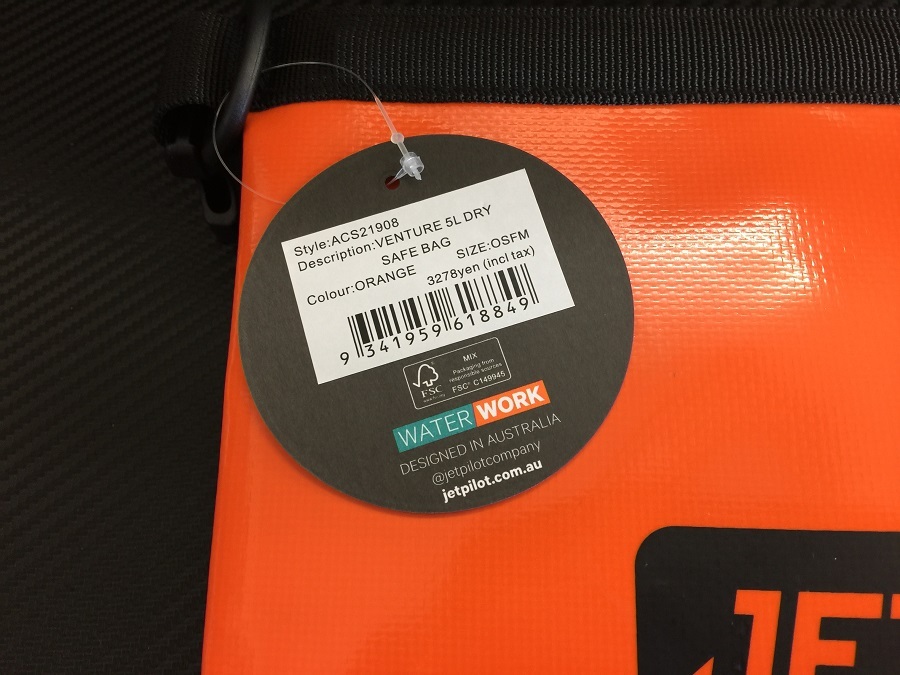 Style:ACS21908
Description:VENTURE 5L DRY
SAFE BAG
Colour:ORANGE SIZE:OSFM
3278yen (incl tax)
9 341959 618849
FSC
MIX
Packaging from
responsible sources
FSC® C149945
WATER WORK
DESIGNED IN AUSTRALIA
@jetpilotcompany
jetpilot.com.au
JET